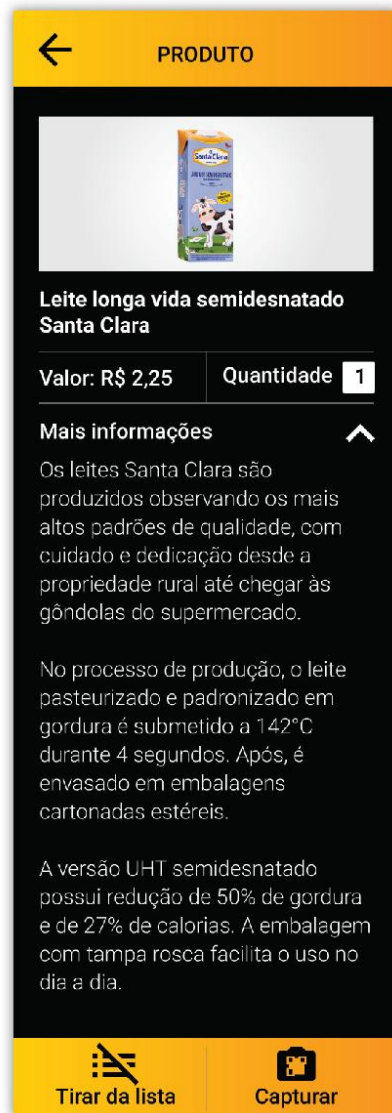 PRODUTO
Santa Clara
Leite longa vida semidesnatado
Santa Clara
Valor: R$ 2,25
Quantidade 1
Mais informações
Os leites Santa Clara são
produzidos observando os mais
altos padrões de qualidade, com
cuidado e dedicação desde a
propriedade rural até chegar às
gôndolas do supermercado.
No processo de produção, o leite
pasteurizado e padronizado em
gordura é submetido a 142°C
durante 4 segundos. Após, é
envasado em embalagens
cartonadas estéreis.
A versão UHT semidesnatado
possui redução de 50% de gordura
e de 27% de calorias. A embalagem
com tampa rosca facilita o uso no
dia a dia.
Tirar da lista
Capturar